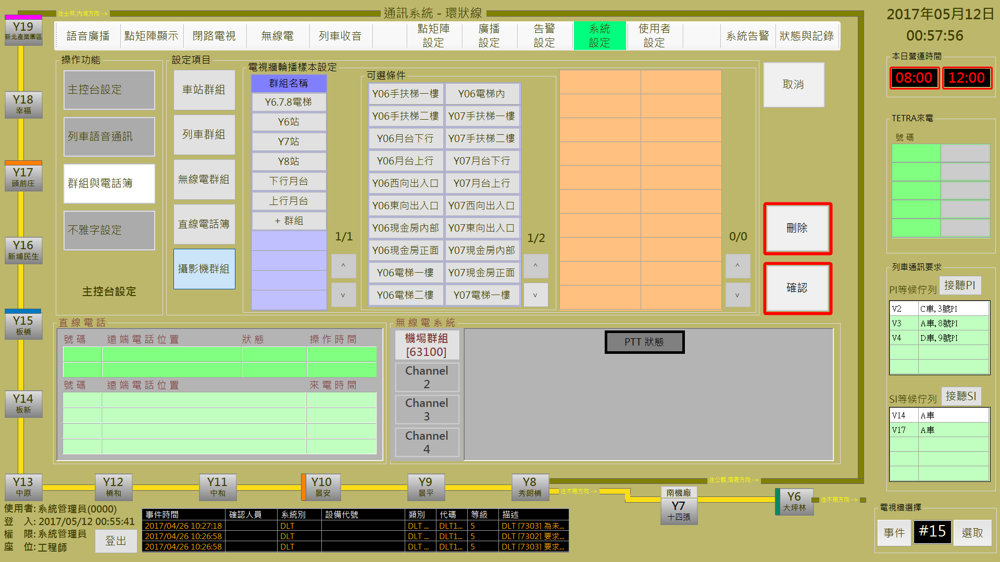 往士林,內湖方向 ->
通訊系統 - 環狀線
2017年05月12日
00:57:56
語音廣播
點矩陣顯示
閉路電視
無線電
列車收音
點矩陣
設定
廣播
設定
告警
設定
系統
設定
使用者
設定
系統告警
狀態與記錄
Y19
新北產業園區
Y18
幸福
Y17
頭前庄
Y16
新埔民生
Y15
板橋
Y14
板新
操作功能
主控台設定
列車語音通訊
群組與電話簿
不雅字設定
主控台設定
設定項目
車站群組
列車群組
無線電群組
直線電話簿
攝影機群組
電視牆輪播樣本設定
群組名稱
Y6.7.8電梯
Y6站
Y7站
Y8站
下行月台
上行月台
+ 群組
1/1
^
v
可選條件
Y06手扶梯一樓 Y06電梯內
Y06手扶梯二樓 Y07手扶梯一樓
Y06月台下行 Y07手扶梯二樓
Y06月台上行 Y07月台下行
Y06西向出入口 Y07月台上行
Y06東向出入口 Y07西向出入口
Y06現金房內部 Y07東向出入口
Y06現金房正面 Y07現金房內部
Y06電梯一樓 Y07現金房正面
Y06電梯二樓 Y07電梯一樓
1/2
^
v
0/0
^
v
取消
刪除
確認
本日營運時間
08:00 12:00
TETRA來電
號 碼
列車通訊要求
PI等候佇列 接聽PI
V2 C車,3號PI
V3 A車,8號PI
V4 D車,9號PI
SI等候佇列 接聽SI
V14 A車
V17 A車
直 線 電 話
號 碼 遠 端 電 話 位 置 狀 態 操 作 時 間
號 碼 遠 端 電 話 位 置 來 電 時 間
無 線 電 系 統
機場群組
[63100]
Channel
2
Channel
3
Channel
4
PTT 狀態
Y13
中原
Y12
橋和
Y11
中和
Y10
景安
Y9
景平
Y8
秀朗橋
往公館,信義方向 ->
往木柵方向 ->
南機廠
Y7
十四張
Y6
大坪林
往木柵方向 ->
使用者: 系統管理員(0000)
登 入: 2017/05/12 00:55:41
權 限: 系統管理員
座 位: 工程師
登出
事件時間 確認人員 系統別 設備代號 類別 代碼 等級 描述
2017/04/26 10:27:18 DLT DLT ... DLT1... 5 DLT [7303] 為未...
2017/04/26 10:26:58 DLT DLT ... DLT1... 5 DLT [7302] 要求...
2017/04/26 10:26:58 DLT DLT ... DLT1... 5 DLT [7303] 要求...
電視牆選擇
事件 #15 選取